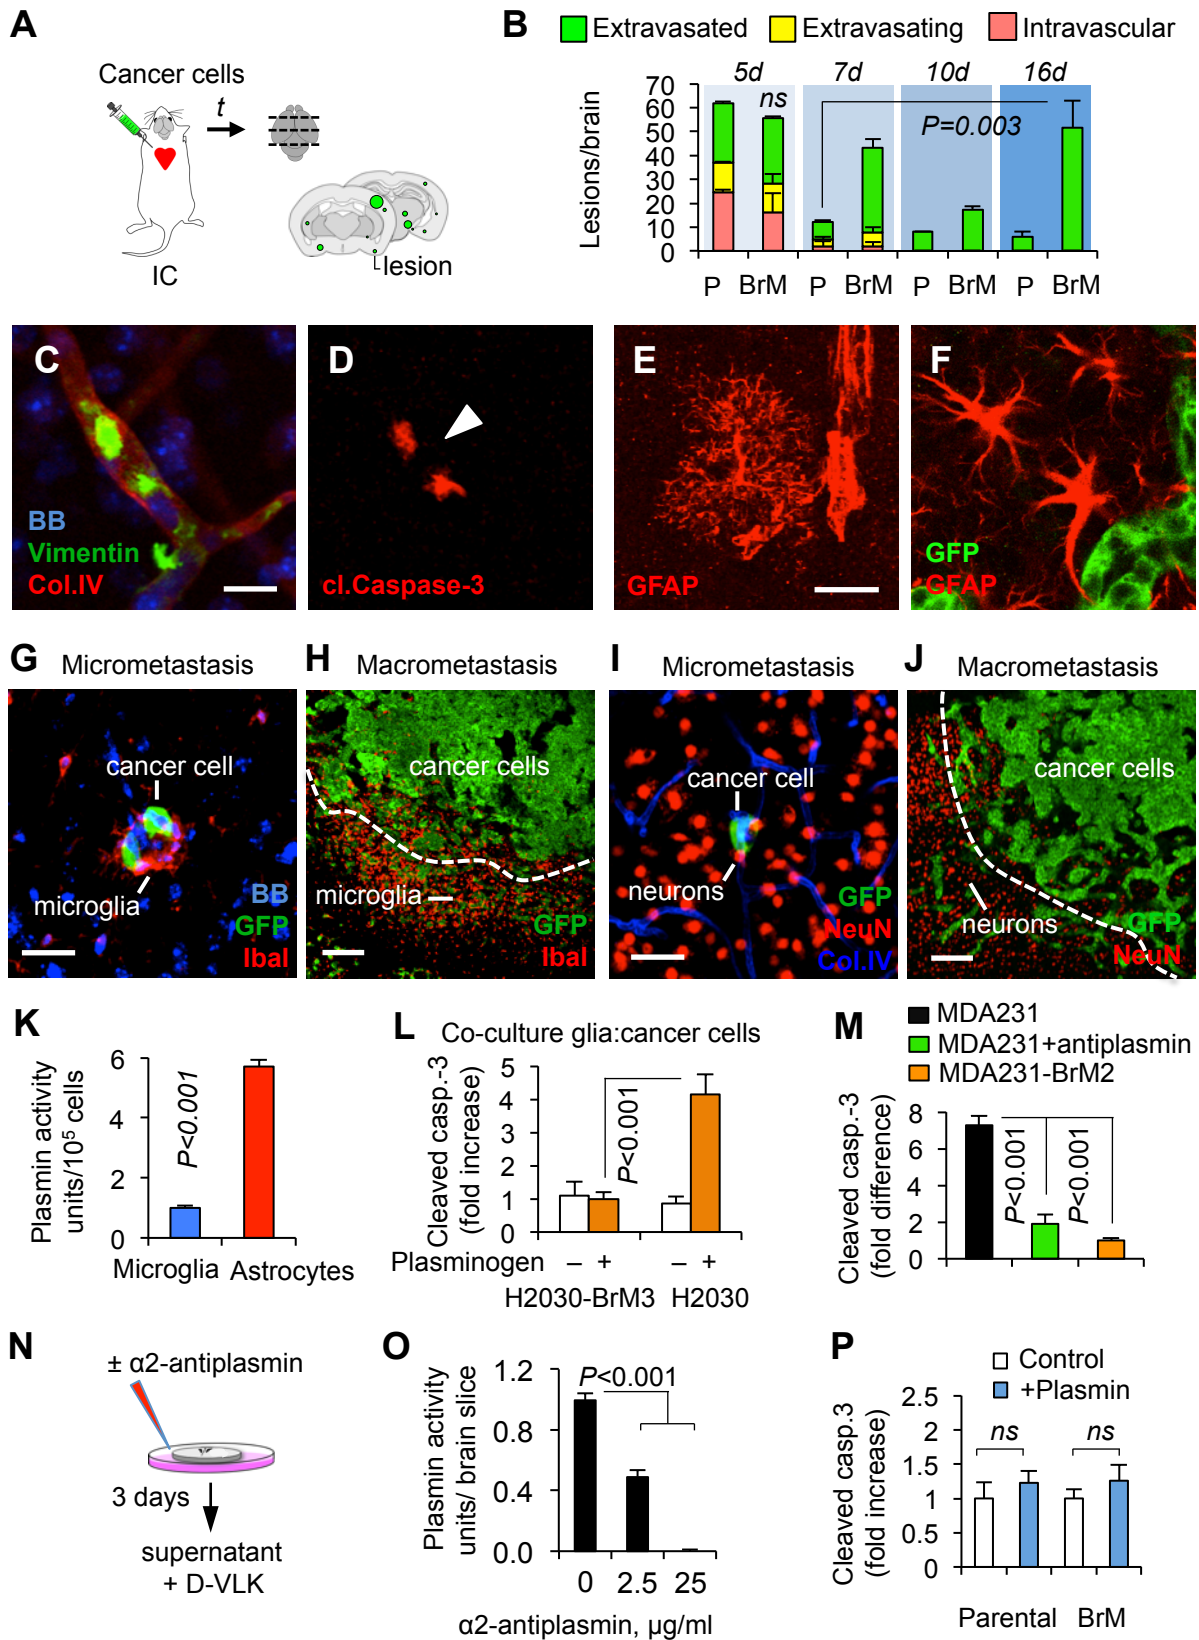 A
Cancer cells
t
IC
lesion
B
Extravasated
Extravasating
Intravascular
5d
7d
10d
16d
Lesions/brain
70
60
50
40
30
20
10
0
ns
P=0.003
P
BrM
P
BrM
P
BrM
P
BrM
C
BB
Vimentin
Col.IV
D
cl.Caspase-3
E
GFAP
F
GFP
GFAP
G
Micrometastasis
cancer cell
microglia
BB
GFP
IbaI
H
Macrometastasis
cancer cells
microglia
GFP
IbaI
I
Micrometastasis
cancer cell
neurons
GFP
NeuN
Col.IV
J
Macrometastasis
cancer cells
neurons
GFP
NeuN
K
Plasmin activity
units/10⁵ cells
6
4
2
0
P<0.001
Microglia
Astrocytes
L
Co-culture glia:cancer cells
Cleaved casp.-3
(fold increase)
5
4
3
2
1
0
P<0.001
Plasminogen
–
+
–
+
H2030-BrM3
H2030
M
MDA231
MDA231+antiplasmin
MDA231-BrM2
Cleaved casp.-3
(fold difference)
8
6
4
2
0
P<0.001
P<0.001
N
± α2-antiplasmin
3 days
supernatant
+ D-VLK
O
Plasmin activity
units/ brain slice
1.2
0.8
0.4
0.0
P<0.001
0
2.5
25
α2-antiplasmin, µg/ml
P
Control
+Plasmin
Cleaved casp.3
(fold increase)
2.5
2
1.5
1
0.5
0
ns
ns
Parental
BrM